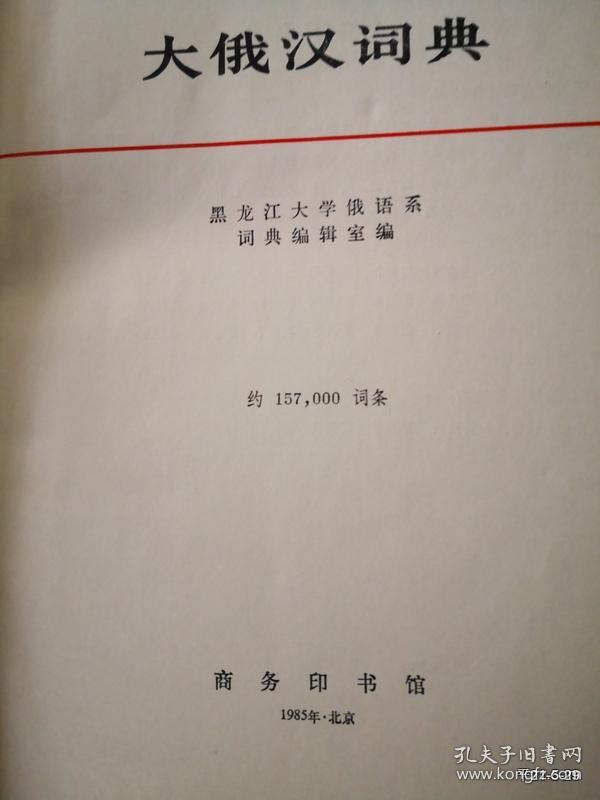 大俄汉词典
黑龙江大学俄语系
词典编辑室编
约 157,000 词条
商务印书馆
1985年·北京
孔夫子旧书网